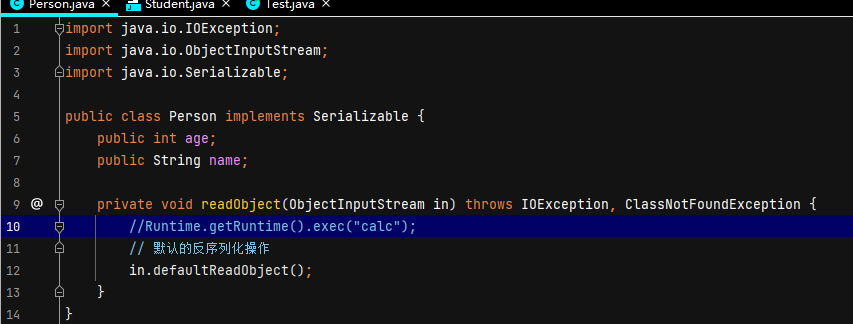 Person.java × Student.java × Test.java ×
1 import java.io.IOException;
2 import java.io.ObjectInputStream;
3 import java.io.Serializable;
4
5 public class Person implements Serializable {
6 public int age;
7 public String name;
8
9 @ private void readObject(ObjectInputStream in) throws IOException, ClassNotFoundException {
10 //Runtime.getRuntime().exec("calc");
11 // 默认的反序列化操作
12 in.defaultReadObject();
13 }
14 }